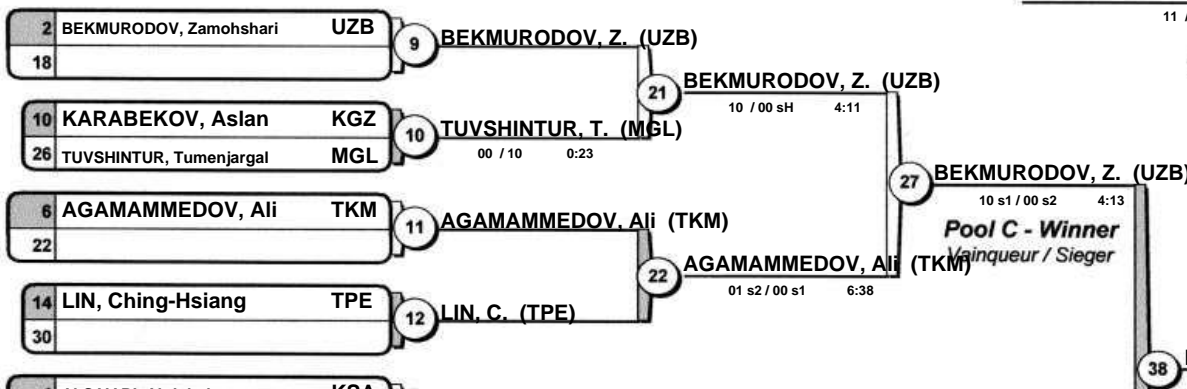 11 /
2 BEKMURODOV, Zamohshari UZB
18
9 BEKMURODOV, Z. (UZB)
10 KARABEKOV, Aslan KGZ
26 TUVSHINTUR, Tumenjargal MGL
10 TUVSHINTUR, T. (MGL)
00 / 10 0:23
21 BEKMURODOV, Z. (UZB)
10 / 00 sH 4:11
6 AGAMAMMEDOV, Ali TKM
22
11 AGAMAMMEDOV, Ali (TKM)
14 LIN, Ching-Hsiang TPE
30
12 LIN, C. (TPE)
22 AGAMAMMEDOV, Ali (TKM)
01 s2 / 00 s1 6:38
27 BEKMURODOV, Z. (UZB)
10 s1 / 00 s2 4:13
Pool C - Winner
Vainqueur / Sieger
38
KSA